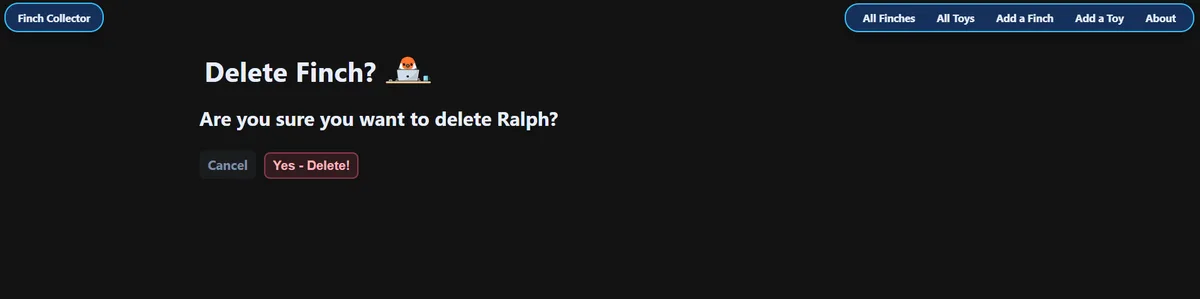 Finch Collector
All Finches All Toys Add a Finch Add a Toy About
Delete Finch?
Are you sure you want to delete Ralph?
Cancel Yes - Delete!